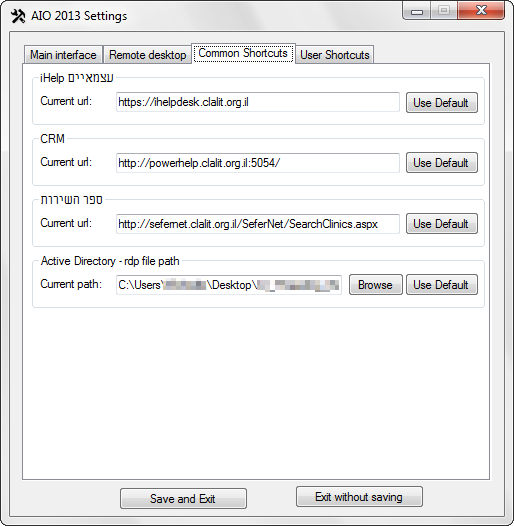 AIO 2013 Settings
Main interface
Remote desktop
Common Shortcuts
User Shortcuts
iHelp עצמאיים
Current url:
https://ihelpdesk.clalit.org.il
Use Default
CRM
Current url:
http://powerhelp.clalit.org.il:5054/
Use Default
ספר השירות
Current url:
http://sefernet.clalit.org.il/SeferNet/SearchClinics.aspx
Use Default
Active Directory - rdp file path
Current path:
C:\Users\ \Desktop\
Browse
Use Default
Save and Exit
Exit without saving